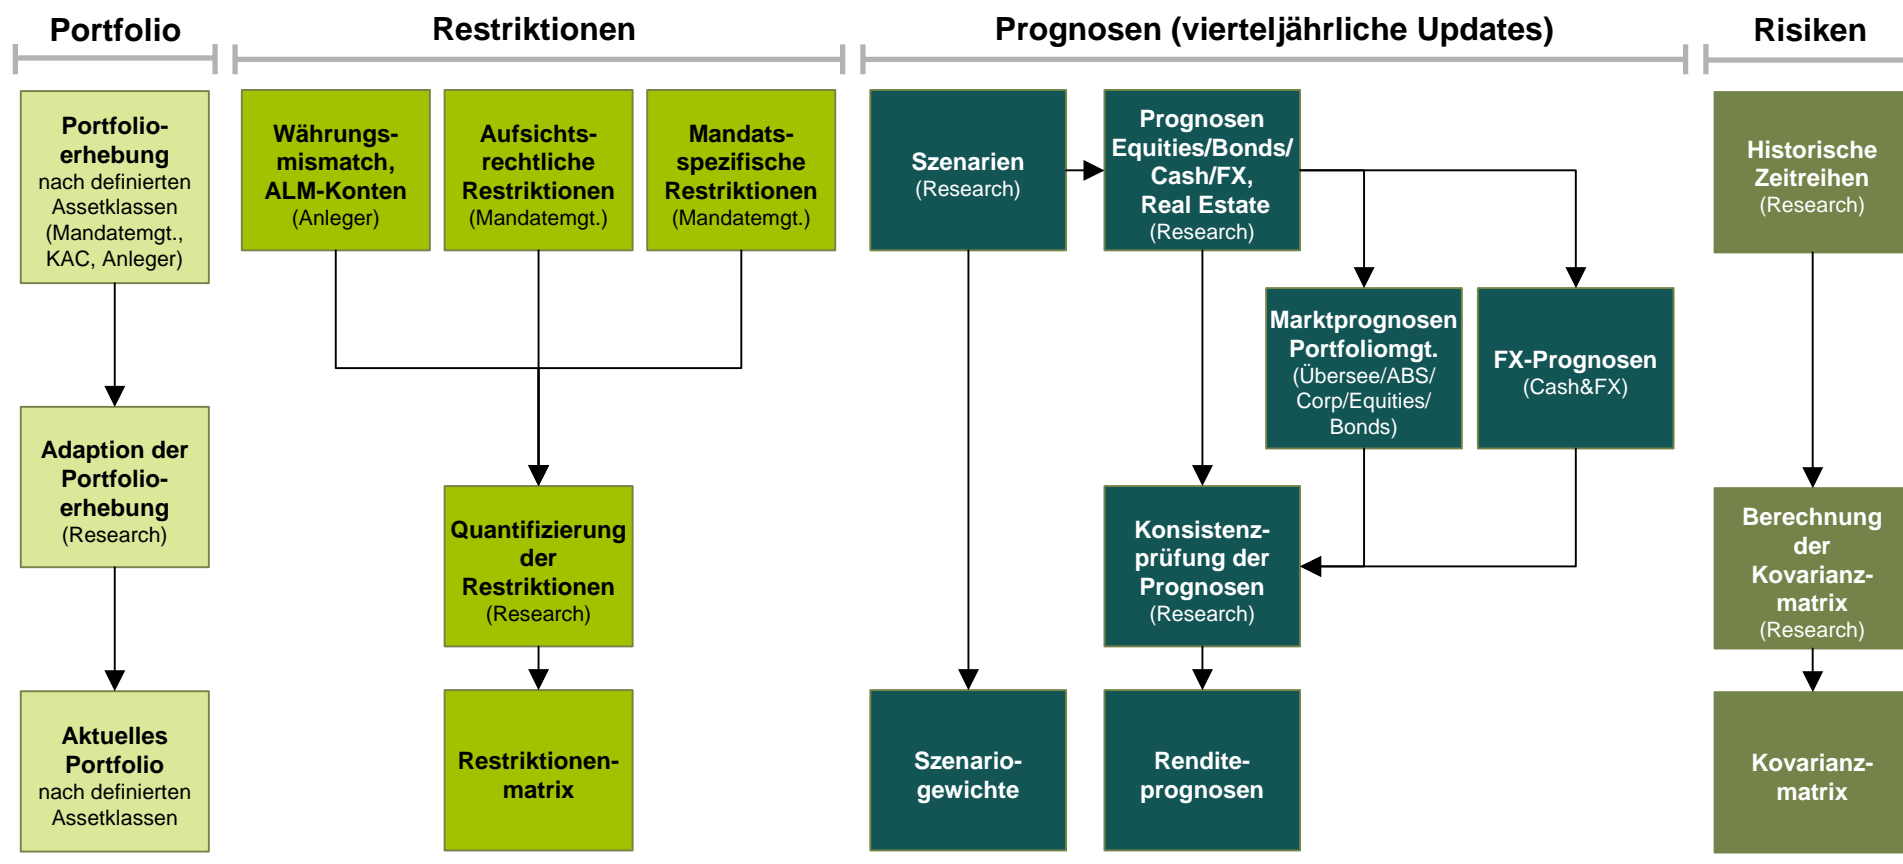 Portfolio
Restriktionen
Prognosen (vierteljährliche Updates)
Risiken
Portfolio-
erhebung
nach definierten
Assetklassen
(Mandatemgt.,
KAC, Anleger)
Währungs-
mismatch,
ALM-Konten
(Anleger)
Aufsichts-
rechtliche
Restriktionen
(Mandatemgt.)
Mandats-
spezifische
Restriktionen
(Mandatemgt.)
Szenarien
(Research)
Prognosen
Equities/Bonds/
Cash/FX,
Real Estate
(Research)
Historische
Zeitreihen
(Research)
Marktprognosen
Portfoliomgt.
(Übersee/ABS/
Corp/Equities/
Bonds)
FX-Prognosen
(Cash&FX)
Adaption der
Portfolio-
erhebung
(Research)
Quantifizierung
der
Restriktionen
(Research)
Konsistenz-
prüfung der
Prognosen
(Research)
Berechnung
der
Kovarianz-
matrix
(Research)
Aktuelles
Portfolio
nach definierten
Assetklassen
Restriktionen-
matrix
Szenario-
gewichte
Rendite-
prognosen
Kovarianz-
matrix